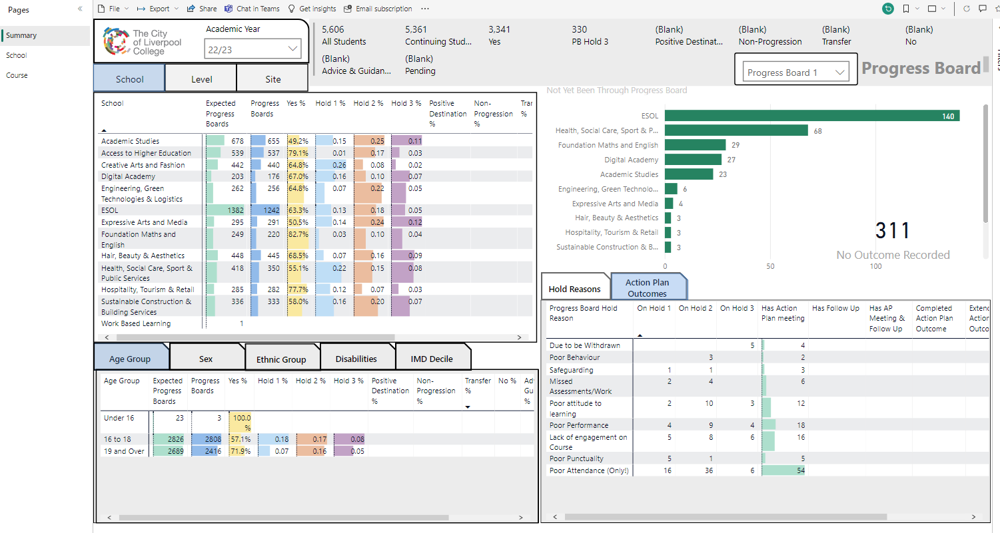 Pages
Summary
School
Course
File Export Share Chat in Teams Get insights Email subscription ...
The City
of Liverpool
College
Academic Year
22/23
5,606 5,361 3,341 330 (Blank) (Blank) (Blank) (Blank)
All Students Continuing Stud... Yes PB Hold 3 Positive Destinat... Non-Progression Transfer No
(Blank) (Blank)
Advice & Guidan... Pending
Progress Board 1
Progress Board
School Level Site
School Expected Progress Boards Progress Boards Yes % Hold 1 % Hold 2 % Hold 3 % Positive Destination % Non-Progression % Trar %
Academic Studies 678 655 49.2% 0.15 0.25 0.11
Access to Higher Education 539 537 79.1% 0.01 0.17 0.03
Creative Arts and Fashion 442 440 64.8% 0.26 0.08 0.02
Digital Academy 203 176 67.0% 0.16 0.10 0.07
Engineering, Green
Technologies & Logistics 262 256 64.8% 0.07 0.22 0.05
ESOL 1382 1242 63.3% 0.13 0.18 0.05
Expressive Arts and Media 295 291 50.5% 0.14 0.24 0.12
Foundation Maths and
English 249 220 82.7% 0.03 0.10 0.04
Hair, Beauty & Aesthetics 448 445 68.5% 0.07 0.16 0.09
Health, Social Care, Sport &
Public Services 418 350 55.1% 0.22 0.15 0.08
Hospitality, Tourism & Retail 285 282 77.7% 0.12 0.07 0.03
Sustainable Construction &
Building Services 336 333 58.0% 0.16 0.20 0.07
Work Based Learning 1
Not Yet Been Through Progress Board
ESOL 140
Health, Social Care, Sport & P... 68
Foundation Maths and English 29
Digital Academy 27
Academic Studies 23
Engineering, Green Technolo... 6
Expressive Arts and Media 4
Hair, Beauty & Aesthetics 3
Hospitality, Tourism & Retail 3
Sustainable Construction & B... 3
0 50 100
311
No Outcome Recorded
Age Group Sex Ethnic Group Disabilities IMD Decile
Age Group Expected Progress Boards Progress Boards Yes % Hold 1 % Hold 2 % Hold 3 % Positive Destination % Non-Progression % Transfer % No % Ad Gu %
Under 16 23 3 100.0
%
16 to 18 2826 2808 57.1% 0.18 0.17 0.08
19 and Over 2689 2416 71.9% 0.07 0.16 0.05
Hold Reasons
Action Plan
Outcomes
Progress Board Hold Reason On Hold 1 On Hold 2 On Hold 3 Has Action Plan meeting Has Follow Up Has AP Meeting & Follow Up Completed Action Plan Outcome Extend Action Outco
Due to be Withdrawn 5 4
Poor Behaviour 3 2
Safeguarding 1 1 3
Missed
Assessments/Work 2 4 6
Poor attitude to
learning 2 10 3 12
Poor Performance 4 9 4 18
Lack of engagement on
Course 5 8 6 16
Poor Punctuality 5 1 5
Poor Attendance (Only!) 16 36 6 54